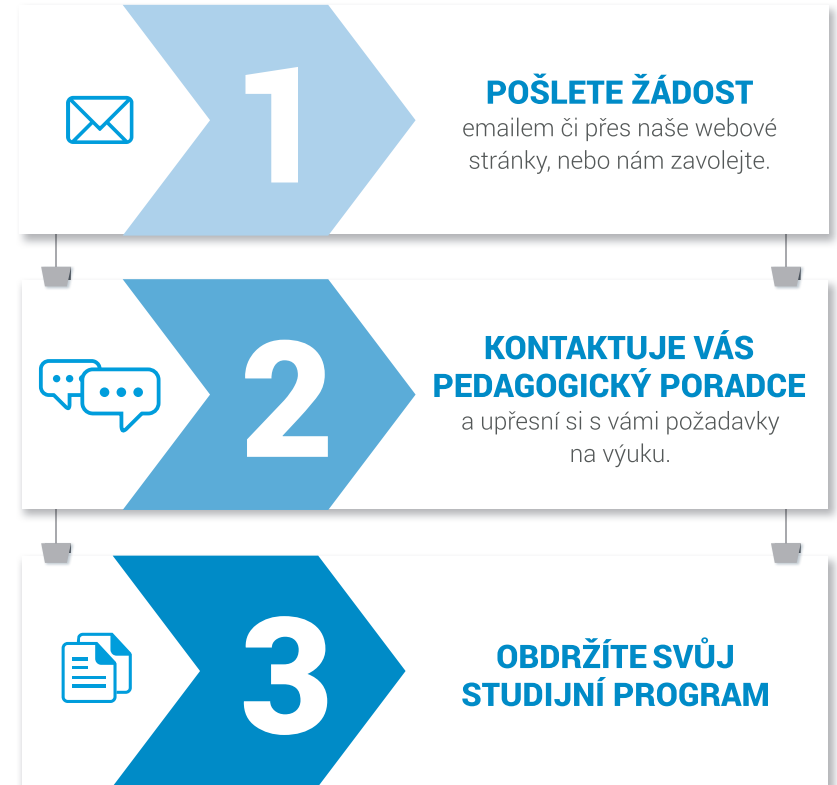 1
POŠLETE ŽÁDOST
emailem či přes naše webové
stránky, nebo nám zavolejte.
2
KONTAKTUJE VÁS
PEDAGOGICKÝ PORADCE
a upřesní si s vámi požadavky
na výuku.
3
OBDRŽÍTE SVŮJ
STUDIJNÍ PROGRAM